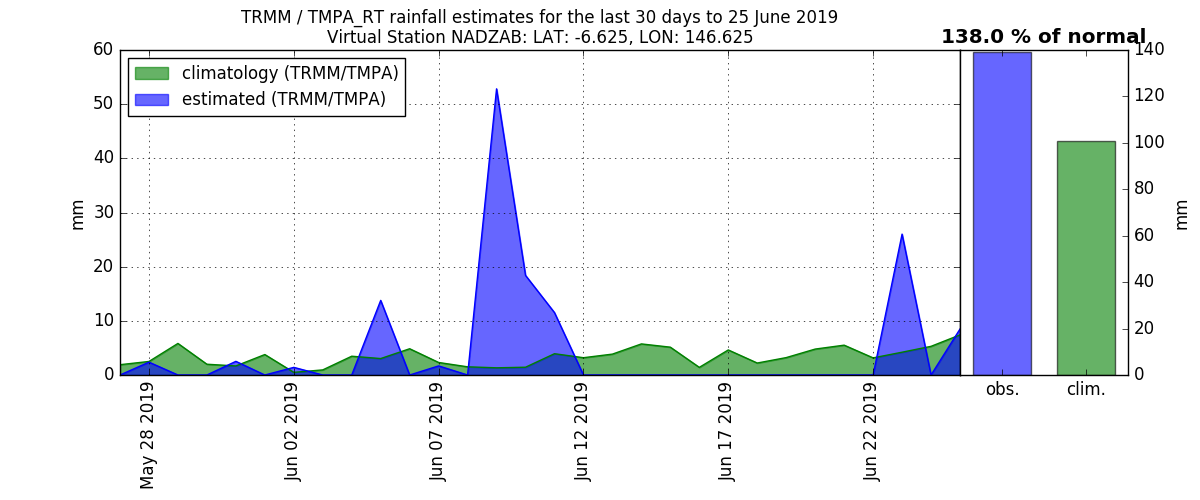 TRMM / TMPA_RT rainfall estimates for the last 30 days to 25 June 2019
Virtual Station NADZAB: LAT: -6.625, LON: 146.625
138.0 % of normal
climatology (TRMM/TMPA)
estimated (TRMM/TMPA)
mm
60
50
40
30
20
10
0
May 28 2019
Jun 02 2019
Jun 07 2019
Jun 12 2019
Jun 17 2019
Jun 22 2019
obs.
clim.
140
120
100
80
60
40
20
0
mm